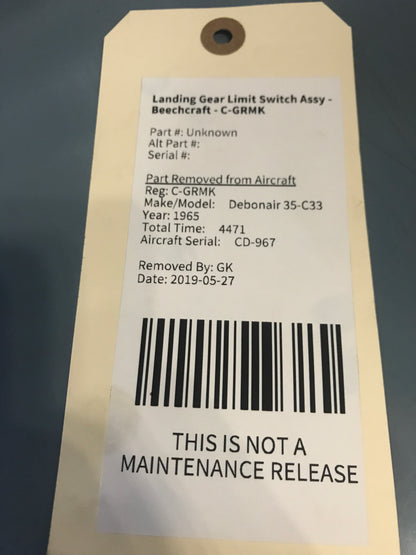 Landing Gear Limit Switch Assy -
Beechcraft - C-GRMK
Part #: Unknown
Alt Part #:
Serial #:
Part Removed from Aircraft
Reg: C-GRMK
Make/Model: Debonair 35-C33
Year: 1965
Total Time: 4471
Aircraft Serial: CD-967
Removed By: GK
Date: 2019-05-27
THIS IS NOT A
MAINTENANCE RELEASE